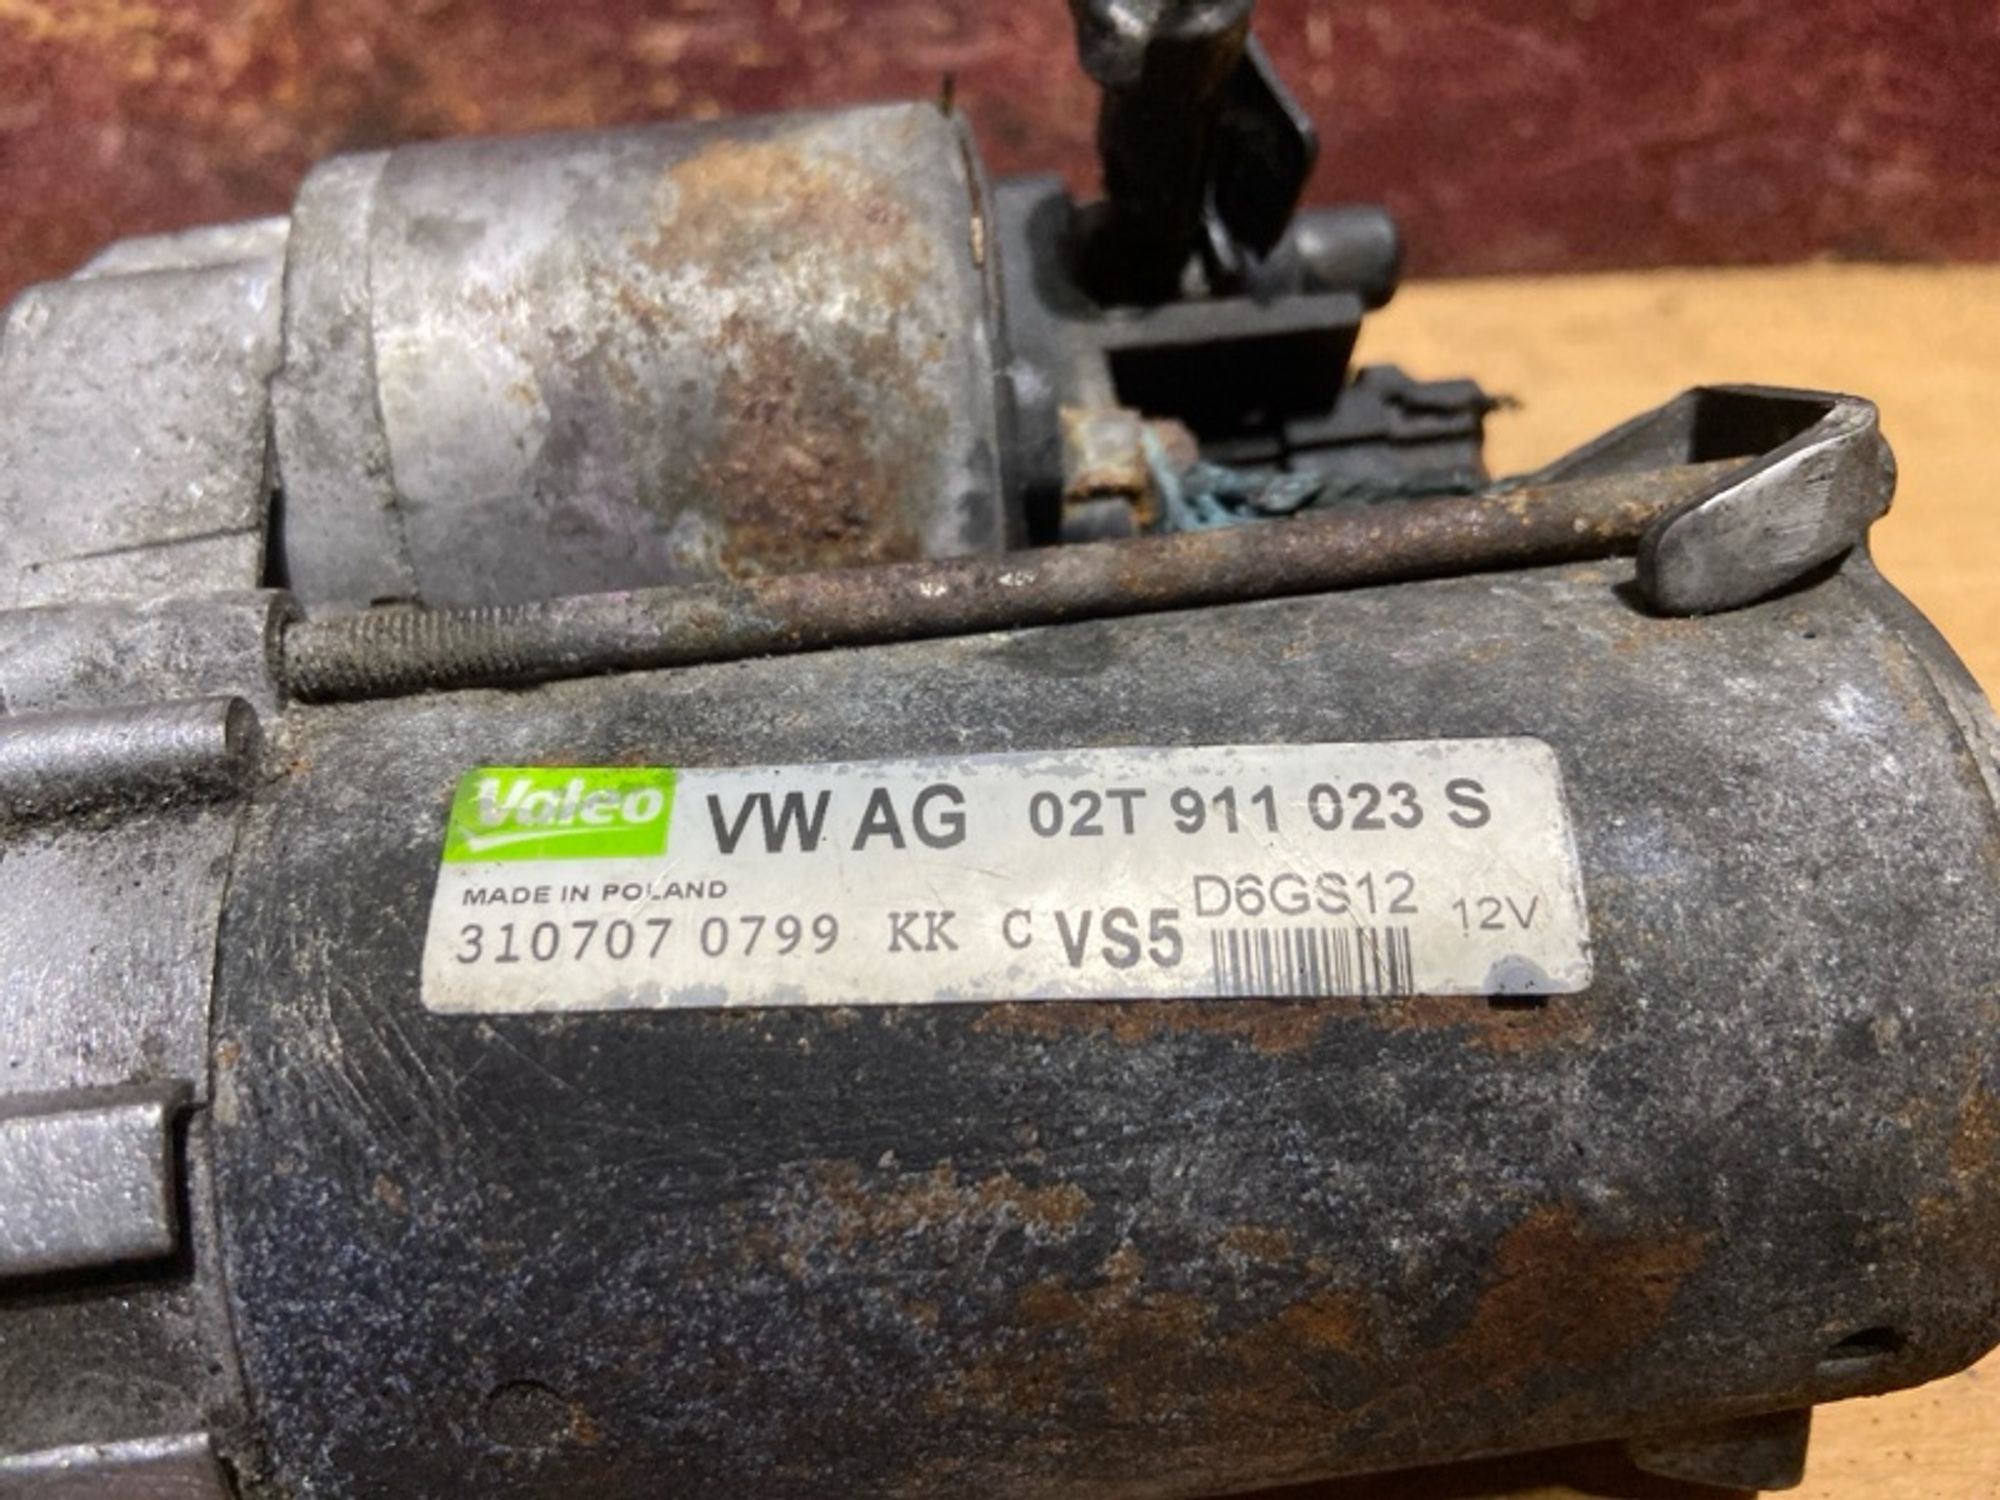 Valeo VW AG 02T 911 023 S
MADE IN POLAND D6GS12
310707 0799 KK C VS5 12V